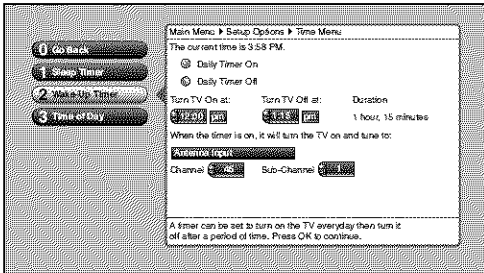 Main Menu ▶ Setup Options ▶ Time Menu
The current time is 3:58 PM.
0 Go Back
1 Sleep Timer
2 Wake-Up Timer
3 Time of Day
Daily Timer On
Daily Timer Off
Turn TV On at: Turn TV Off at: Duration
12:00 pm 1:15 pm 1 hour, 15 minutes
When the timer is on, it will turn the TV on and tune to:
Antenna Input
Channel Sub-Channel
A timer can be set to turn on the TV everyday then turn it
off after a period of time. Press OK to continue.